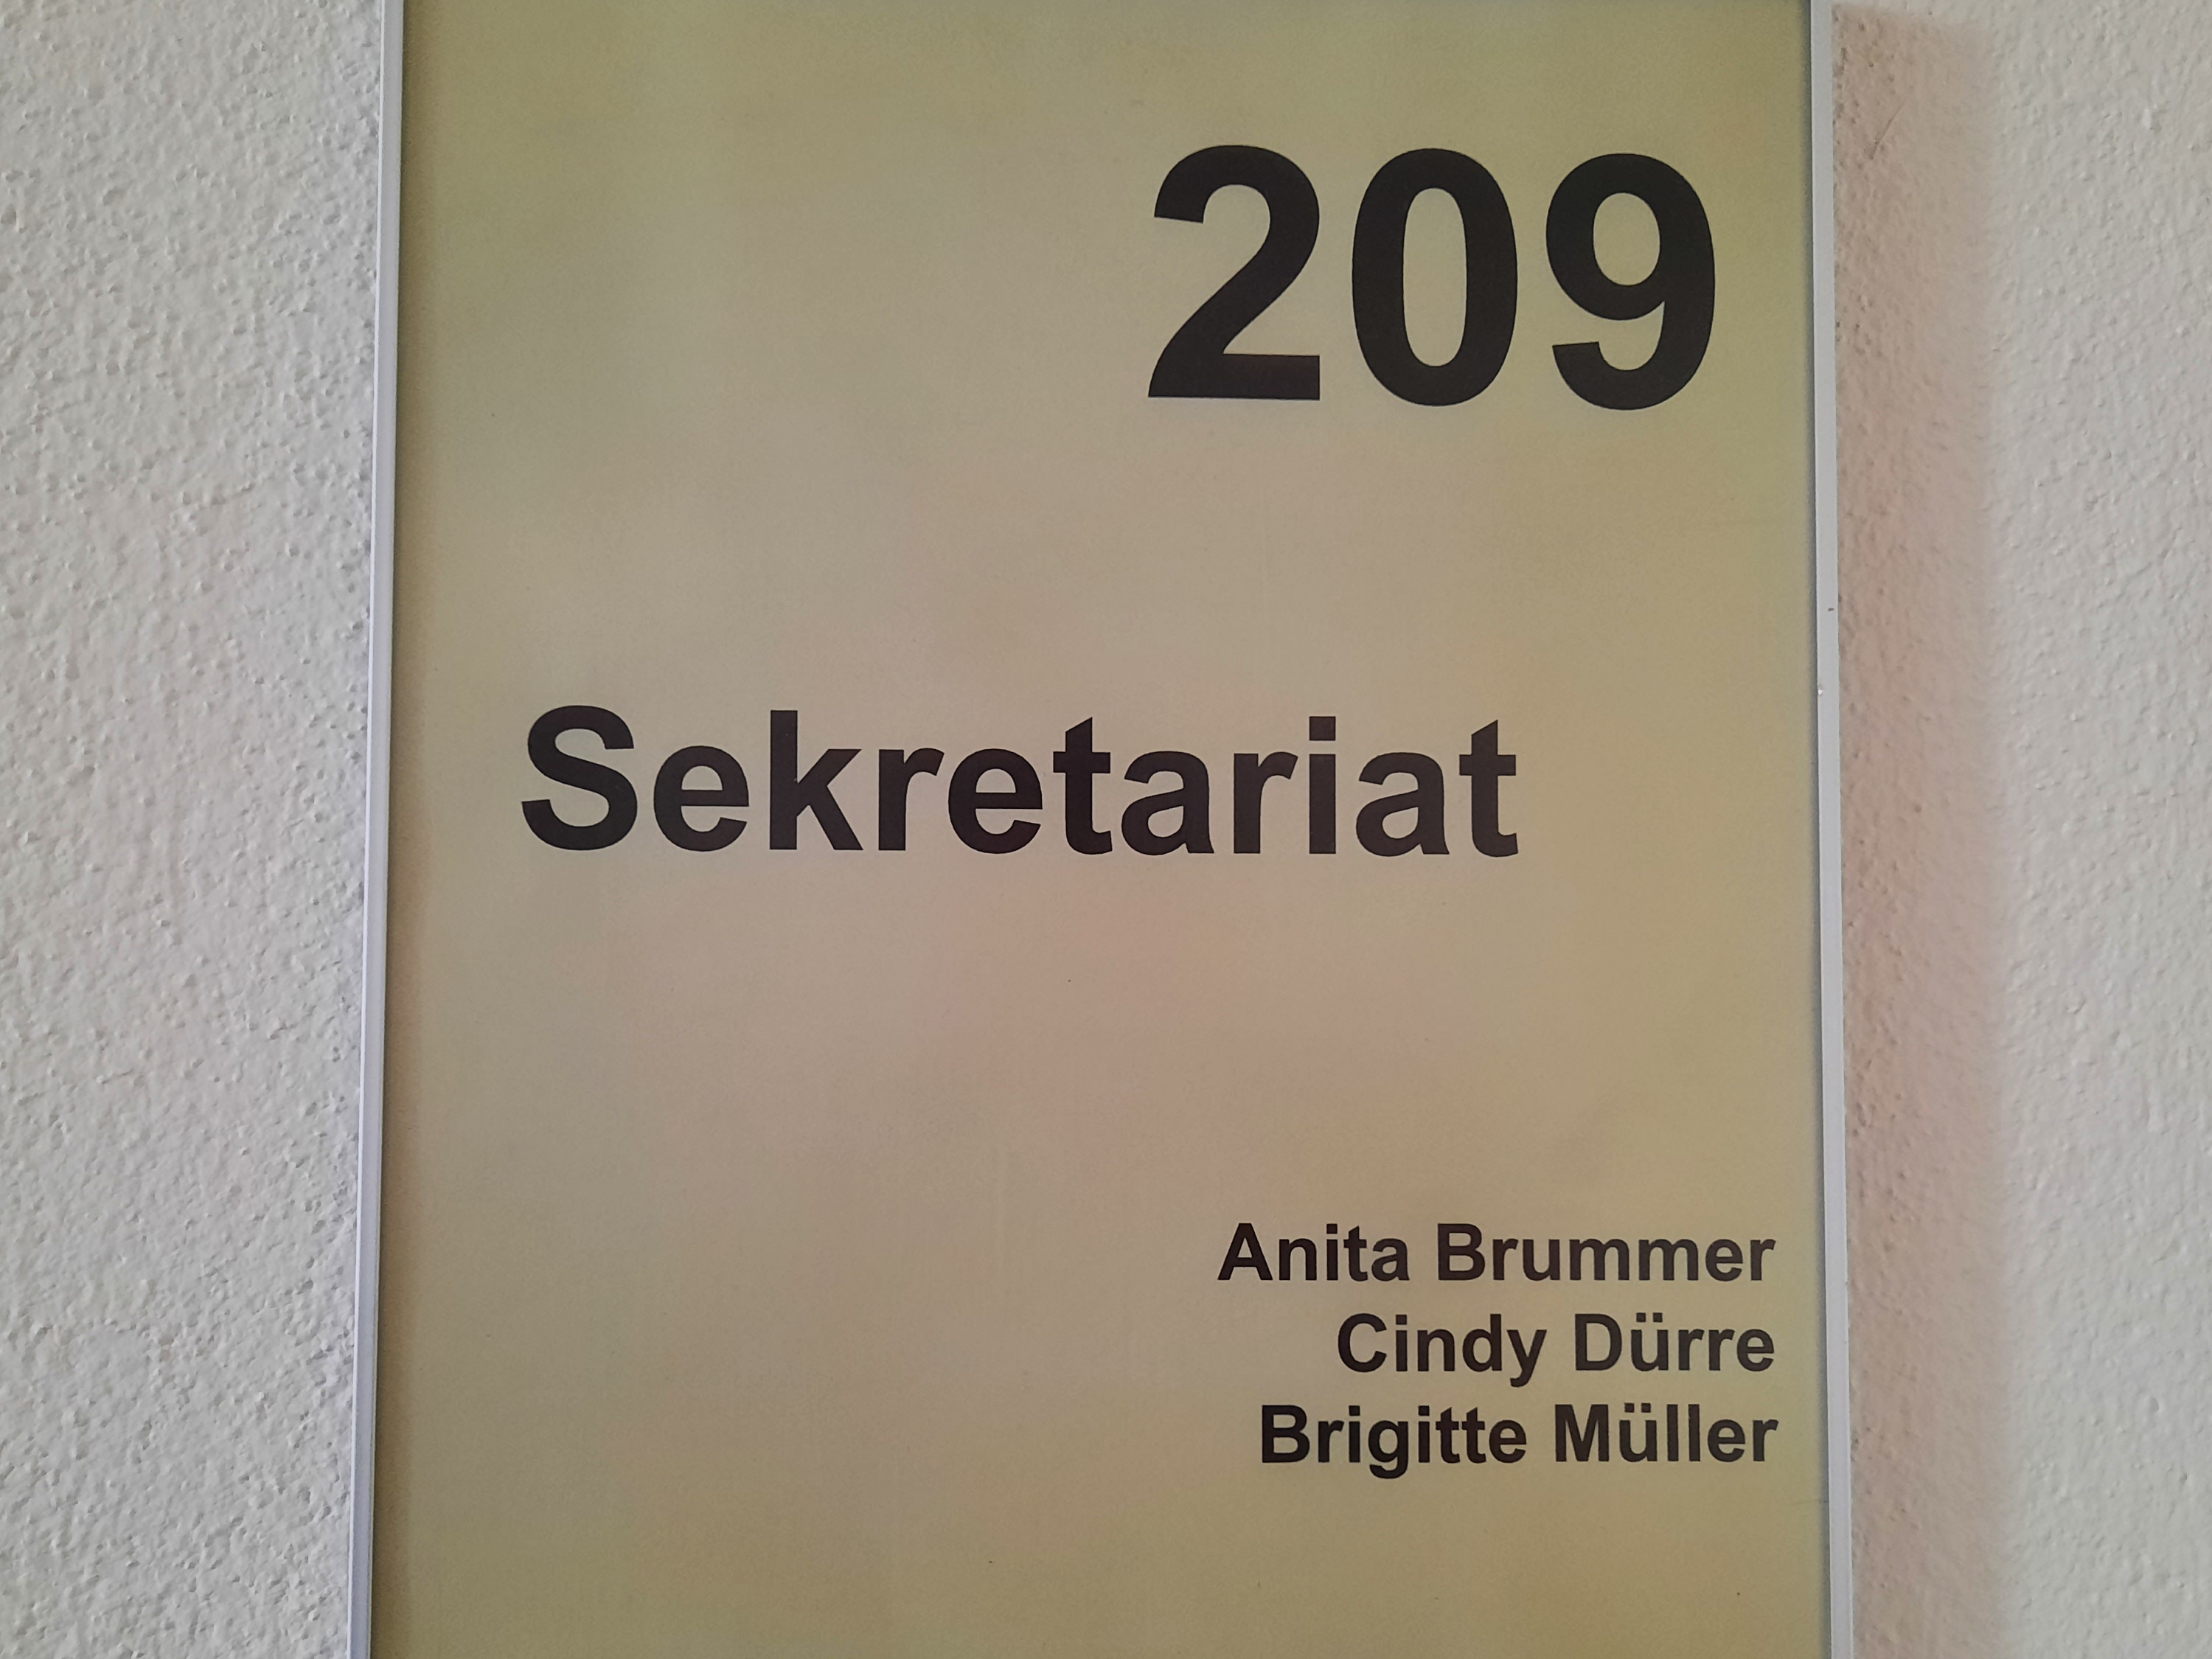 209
Sekretariat
Anita Brummer
Cindy Dürre
Brigitte Müller